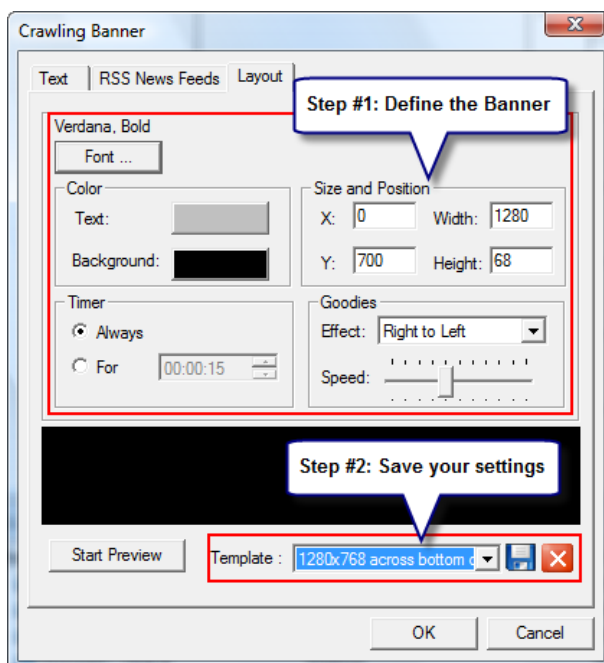 Crawling Banner
Text RSS News Feeds Layout
Step #1: Define the Banner
Verdana, Bold
Font ...
Color
Text:
Background:
Size and Position
X: 0 Width: 1280
Y: 700 Height: 68
Timer
Always
For 00:00:15
Goodies
Effect: Right to Left
Speed:
Step #2: Save your settings
Start Preview
Template : 1280x768 across bottom
OK Cancel